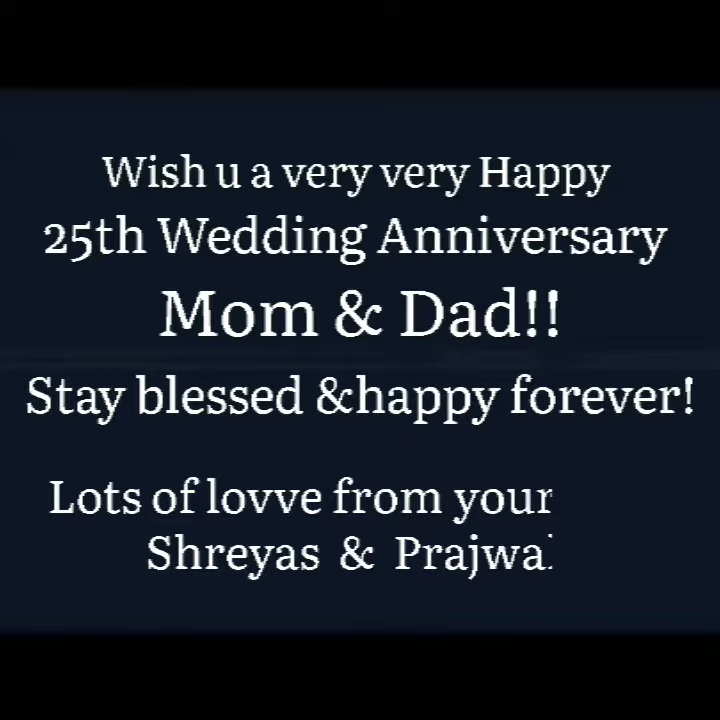 Wish u a very very Happy
25th Wedding Anniversary
Mom & Dad!!
Stay blessed &happy forever!
Lots of lovve from your
Shreyas &